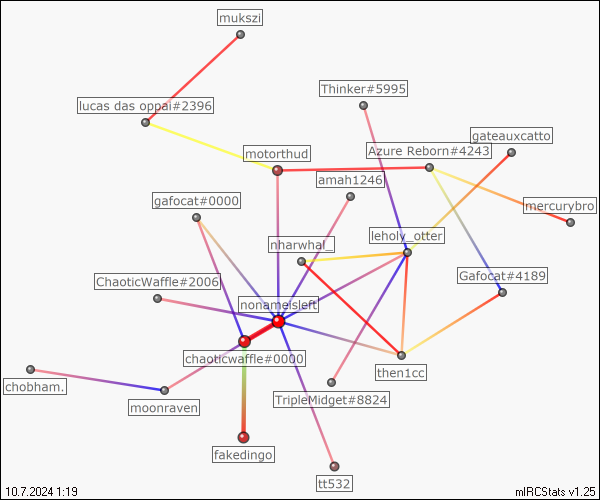 mukszi
Thinker#5995
lucas das oppai#2396
gateauxcatto
motorthud
Azure Reborn#4243
amah1246
gafocat#0000
mercurybro
nharwhal_
leholy_otter
ChaoticWaffle#2006
Gafocat#4189
nonameisleft
chaoticwaffle#0000
then1cc
chobham.
moonraven
TripleMidget#8824
fakedingo
tt532
10.7.2024 1:19
mIRCStats v1.25